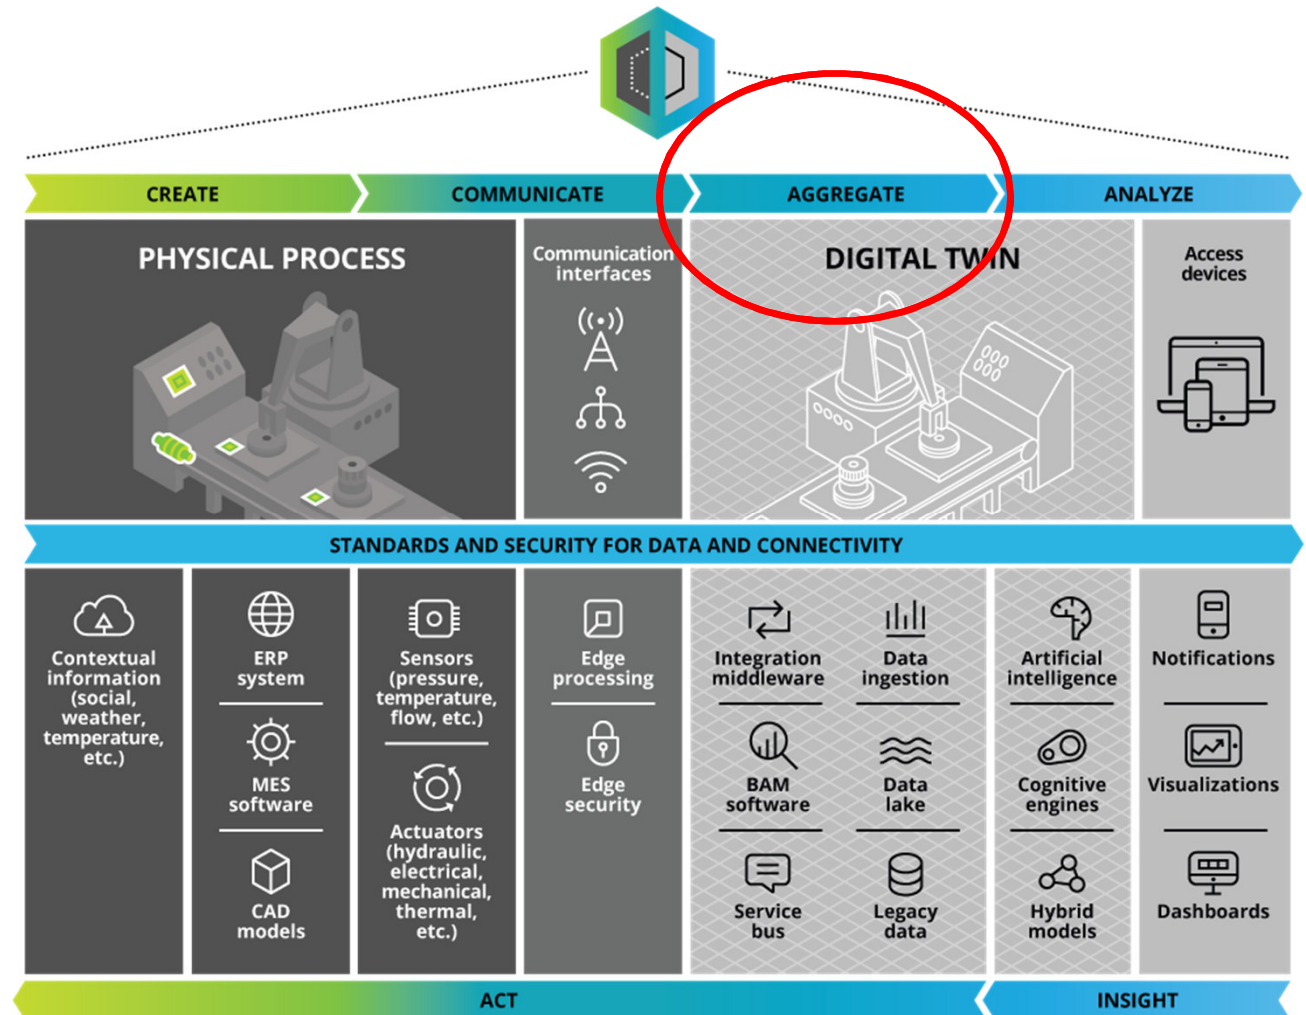 CREATE
COMMUNICATE
AGGREGATE
ANALYZE
PHYSICAL PROCESS
Communication
interfaces
DIGITAL TWIN
Access
devices
STANDARDS AND SECURITY FOR DATA AND CONNECTIVITY
Contextual
information
(social,
weather,
temperature,
etc.)
ERP
system
MES
software
CAD
models
Sensors
(pressure,
temperature,
flow, etc.)
Actuators
(hydraulic,
electrical,
mechanical,
thermal,
etc.)
Edge
processing
Edge
security
Integration
middleware
BAM
software
Service
bus
Data
ingestion
Data
lake
Legacy
data
Artificial
intelligence
Cognitive
engines
Hybrid
models
Notifications
Visualizations
Dashboards
ACT
INSIGHT